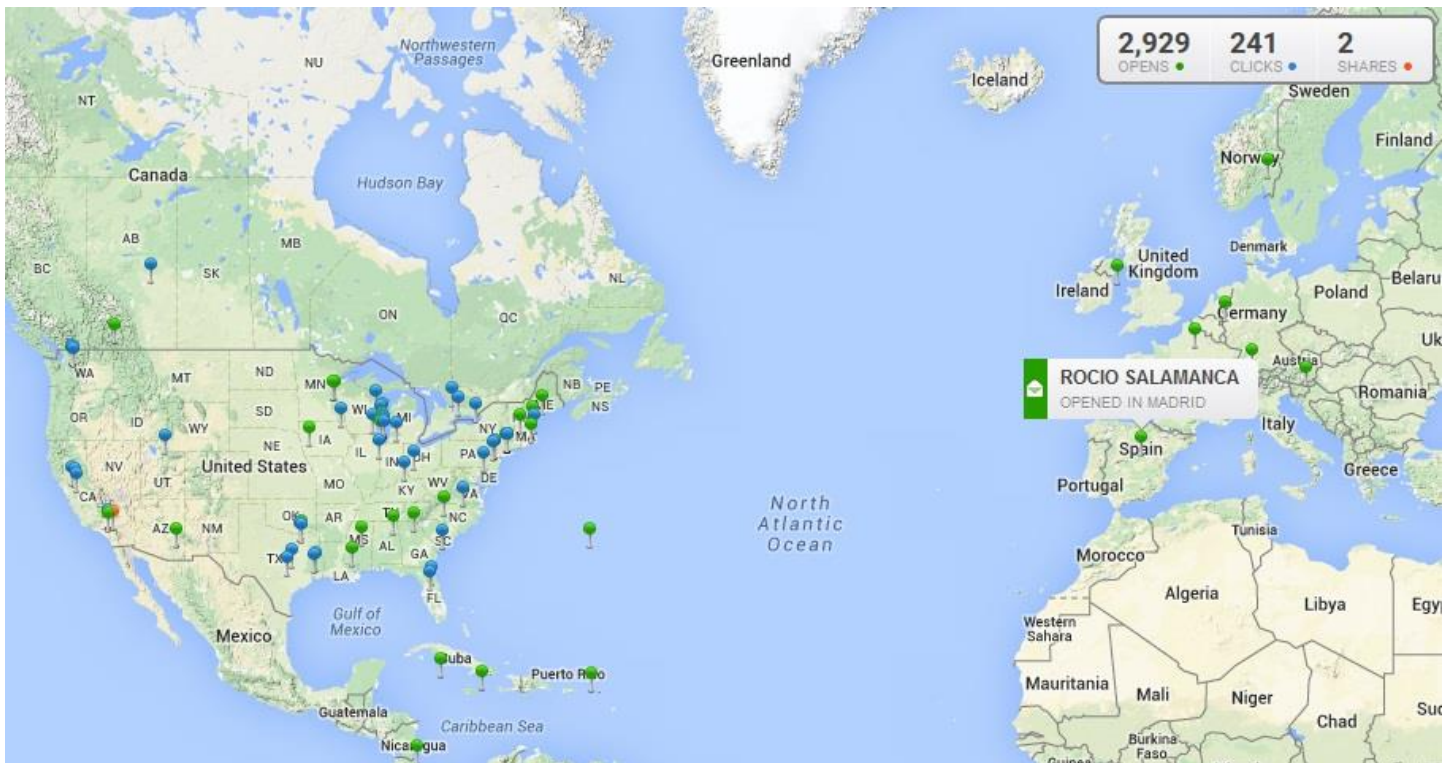 2,929
OPENS
241
CLICKS
2
SHARES
Northwestern
Passages
NU
Greenland
Iceland
Sweden
Finland
Norway
NT
Canada
Hudson Bay
AB
MB
BC
SK
NL
ON
QC
Denmark
United
Kingdom
Ireland
Belaru
Poland
Germany
Uk
Austria
ROCIO SALAMANCA
OPENED IN MADRID
Romania
Italy
Spain
Greece
Portugal
WA
MT
ND
MN
NB
PE
NS
OR
ID
WY
SD
WI
MI
NY
NE
IA
IL
IN
OH
PA
DE
NV
UT
United States
MO
KY
WV
VA
CA
AZ
NM
OK
AR
TN
NC
MS
AL
SC
GA
TX
LA
FL
North
Atlantic
Ocean
Gulf of
Mexico
Mexico
Cuba
Puerto Rico
Guatemala
Caribbean Sea
Nicaragua
Tunisia
Morocco
Algeria
Libya
Egy
Western
Sahara
Mauritania
Mali
Niger
Chad
Burkina
Faso